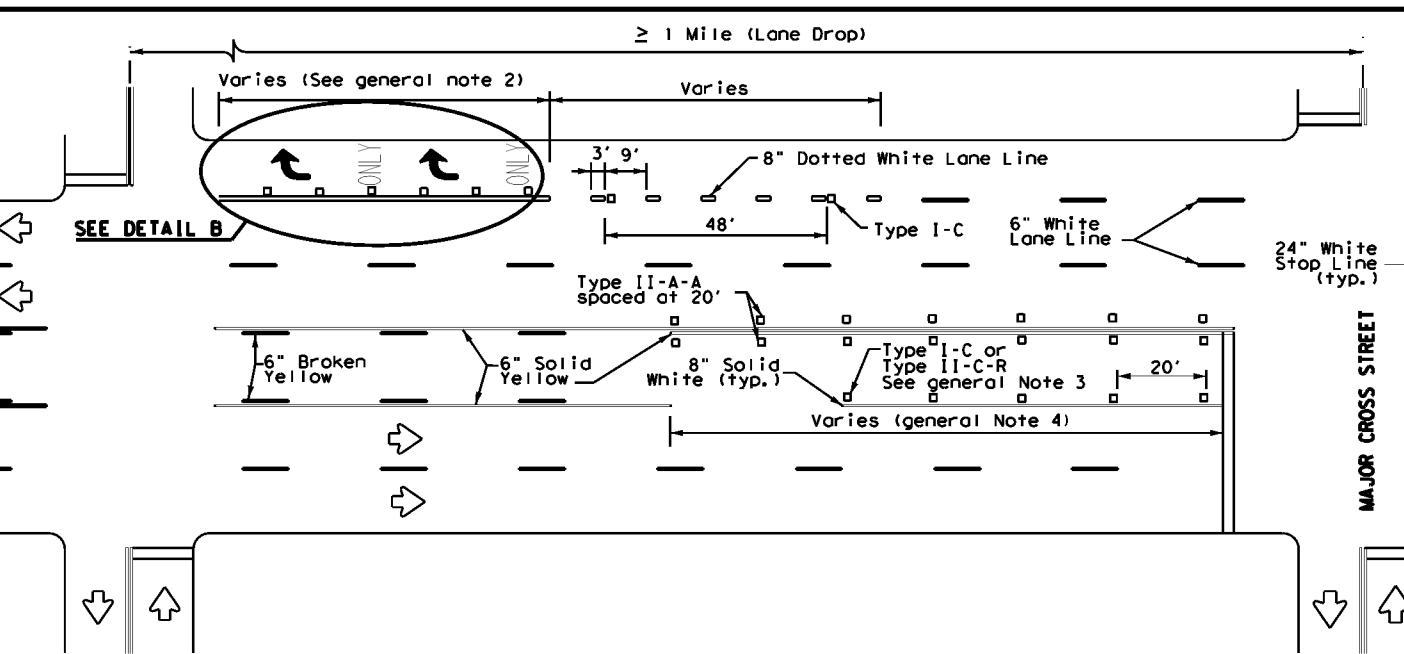 ≥ 1 Mile (Lane Drop)
Varies (See general note 2)
Varies
ONLY
ONLY
3' 9'
8" Dotted White Lane Line
SEE DETAIL B
48'
Type I-C
6" White
Lane Line
24" White
Stop Line
(typ.)
Type II-A-A
spaced at 20'
6" Broken
Yellow
6" Solid
Yellow
8" Solid
White (typ.)
Type I-C or
Type II-C-R
See general Note 3
20'
Varies (general Note 4)
MAJOR CROSS STREET